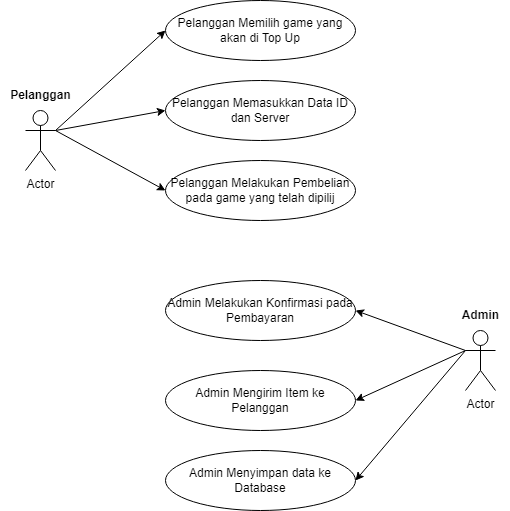 Pelanggan Memilih game yang
akan di Top Up
Pelanggan
Actor
Pelanggan Memasukkan Data ID
dan Server
Pelanggan Melakukan Pembelian
pada game yang telah dipilij
Admin Melakukan Konfirmasi pada
Pembayaran
Admin
Actor
Admin Mengirim Item ke
Pelanggan
Admin Menyimpan data ke
Database